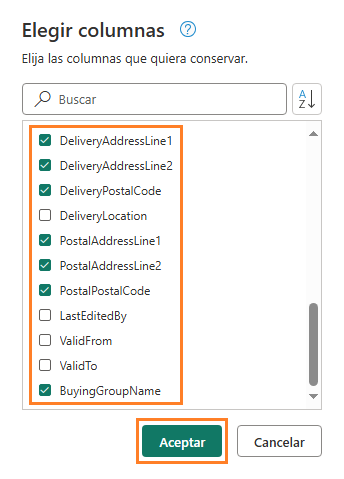 Elegir columnas
Elija las columnas que quiera conservar.
Buscar
DeliveryAddressLine1
DeliveryAddressLine2
DeliveryPostalCode
DeliveryLocation
PostalAddressLine1
PostalAddressLine2
PostalPostalCode
LastEditedBy
ValidFrom
ValidTo
BuyingGroupName
Aceptar Cancelar